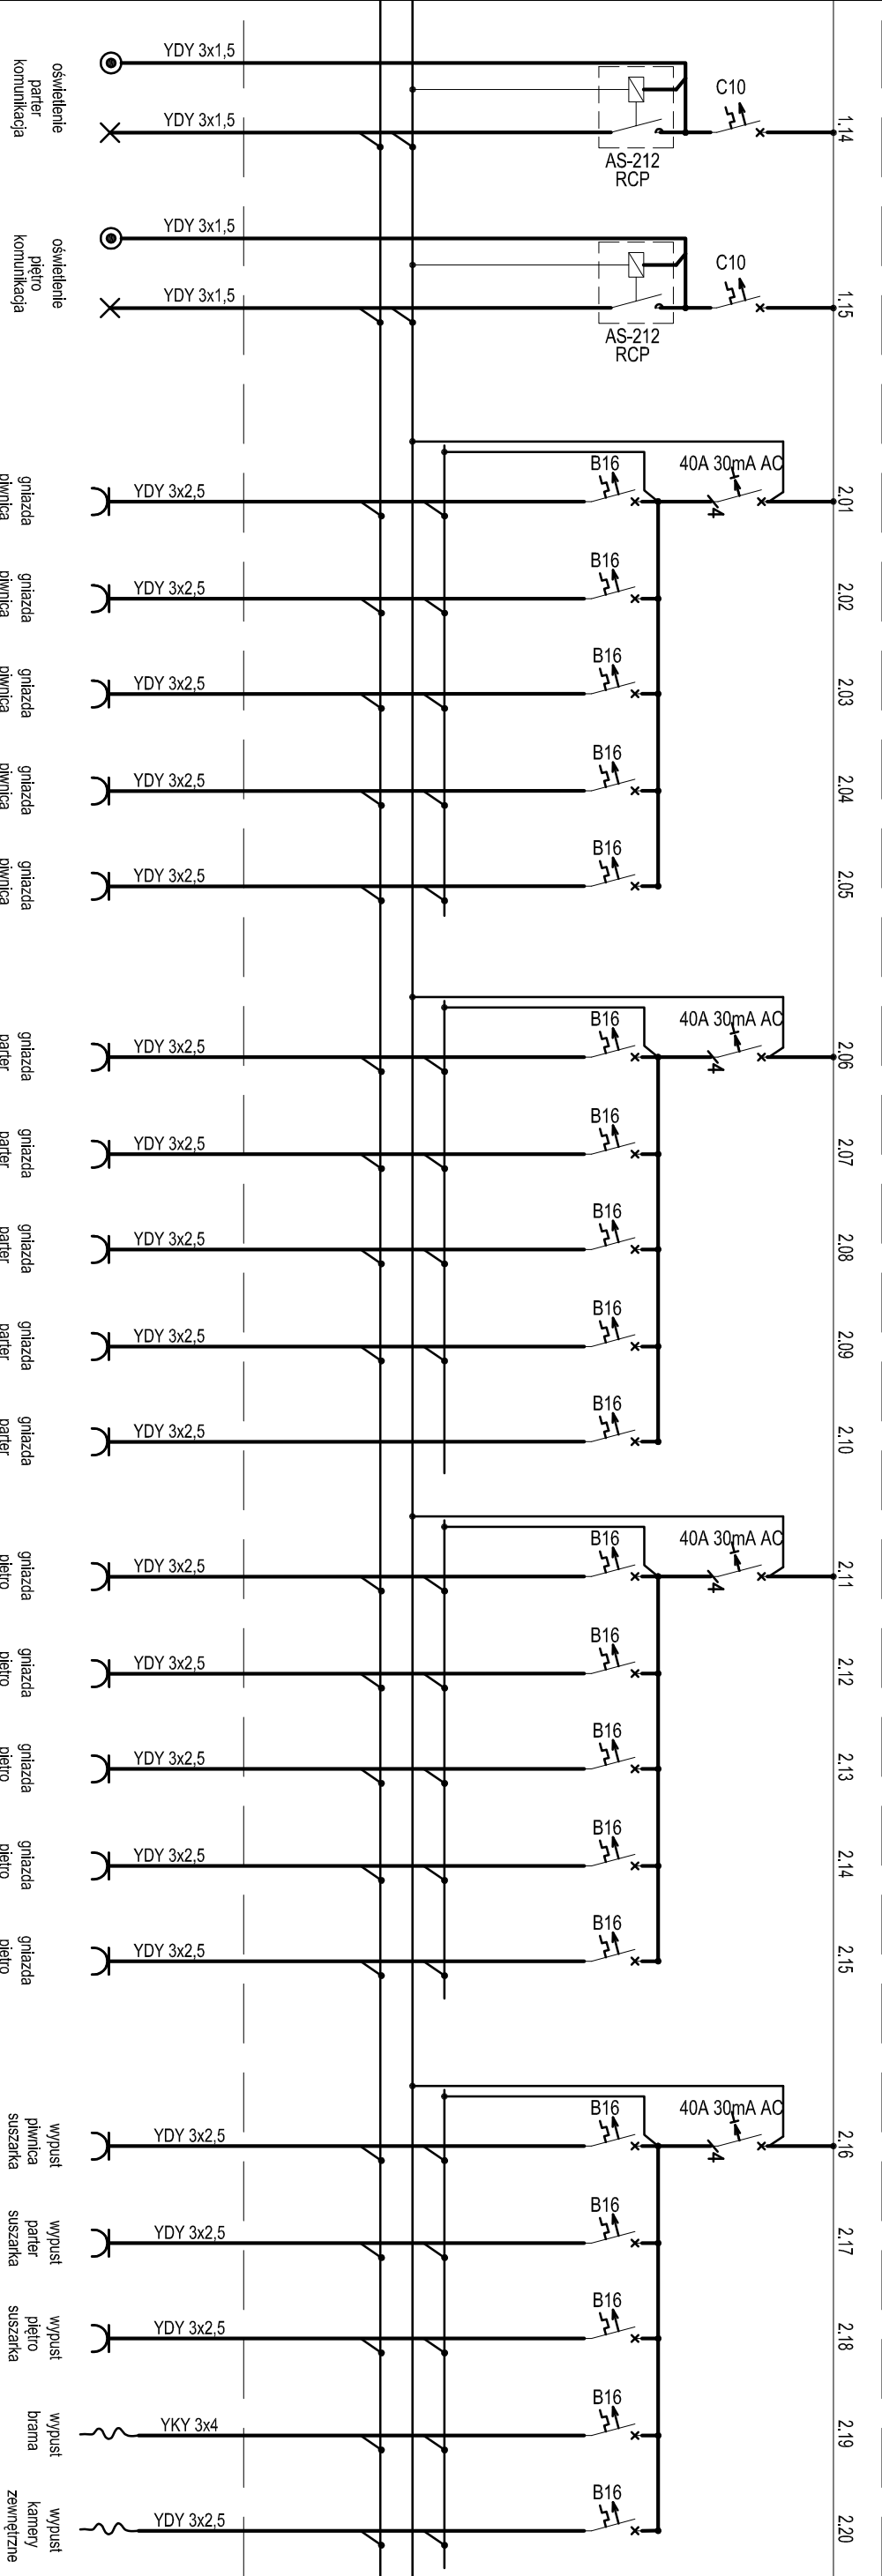 YDY 3x1,5
C10
1.14
YDY 3x1,5
AS-212
RCP
oświetlenie
parter
komunikacja
YDY 3x1,5
C10
1.15
YDY 3x1,5
AS-212
RCP
oświetlenie
piętro
komunikacja
B16
40A 30mA AC
2.01
YDY 3x2,5
gniazda
piwnica
B16
2.02
YDY 3x2,5
gniazda
piwnica
B16
2.03
YDY 3x2,5
gniazda
piwnica
B16
2.04
YDY 3x2,5
gniazda
piwnica
B16
2.05
YDY 3x2,5
gniazda
piwnica
B16
40A 30mA AC
2.06
YDY 3x2,5
gniazda
parter
B16
2.07
YDY 3x2,5
gniazda
parter
B16
2.08
YDY 3x2,5
gniazda
parter
B16
2.09
YDY 3x2,5
gniazda
parter
B16
2.10
YDY 3x2,5
gniazda
parter
B16
40A 30mA AC
2.11
YDY 3x2,5
gniazda
piętro
B16
2.12
YDY 3x2,5
gniazda
piętro
B16
2.13
YDY 3x2,5
gniazda
piętro
B16
2.14
YDY 3x2,5
gniazda
piętro
B16
2.15
YDY 3x2,5
gniazda
piętro
B16
40A 30mA AC
2.16
YDY 3x2,5
wypust
piwnica
suszarka
B16
2.17
YDY 3x2,5
wypust
parter
suszarka
B16
2.18
YDY 3x2,5
wypust
piętro
suszarka
B16
2.19
YKY 3x4
wypust
brama
B16
2.20
YDY 3x2,5
wypust
kamery
zewnętrzne